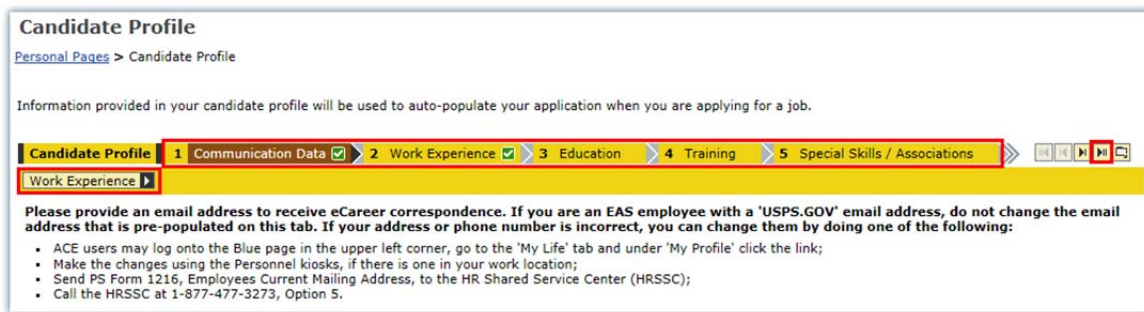 Candidate Profile
Personal Pages > Candidate Profile
Information provided in your candidate profile will be used to auto-populate your application when you are applying for a job.
Candidate Profile 1 Communication Data 2 Work Experience 3 Education 4 Training 5 Special Skills / Associations
Work Experience
Please provide an email address to receive eCareer correspondence. If you are an EAS employee with a 'USPS.GOV' email address, do not change the email
address that is pre-populated on this tab. If your address or phone number is incorrect, you can change them by doing one of the following:
▪ ACE users may log onto the Blue page in the upper left corner, go to the 'My Life' tab and under 'My Profile' click the link;
▪ Make the changes using the Personnel kiosks, if there is one in your work location;
▪ Send PS Form 1216, Employees Current Mailing Address, to the HR Shared Service Center (HRSSC);
▪ Call the HRSSC at 1-877-477-3273, Option 5.